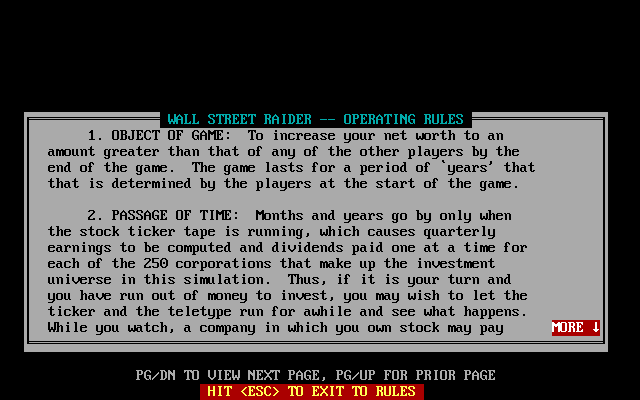 WALL STREET RAIDER -- OPERATING RULES
1. OBJECT OF GAME:  To increase your net worth to an
amount greater than that of any of the other players by the
end of the game.  The game lasts for a period of `years' that
that is determined by the players at the start of the game.
2. PASSAGE OF TIME:  Months and years go by only when
the stock ticker tape is running, which causes quarterly
earnings to be computed and dividends paid one at a time for
each of the 250 corporations that make up the investment
universe in this simulation.  Thus, if it is your turn and
you have run out of money to invest, you may wish to let the
ticker and the teletype run for awhile and see what happens.
While you watch, a company in which you own stock may pay
MORE ↓
PG/DN TO VIEW NEXT PAGE, PG/UP FOR PRIOR PAGE
HIT <ESC> TO EXIT TO RULES